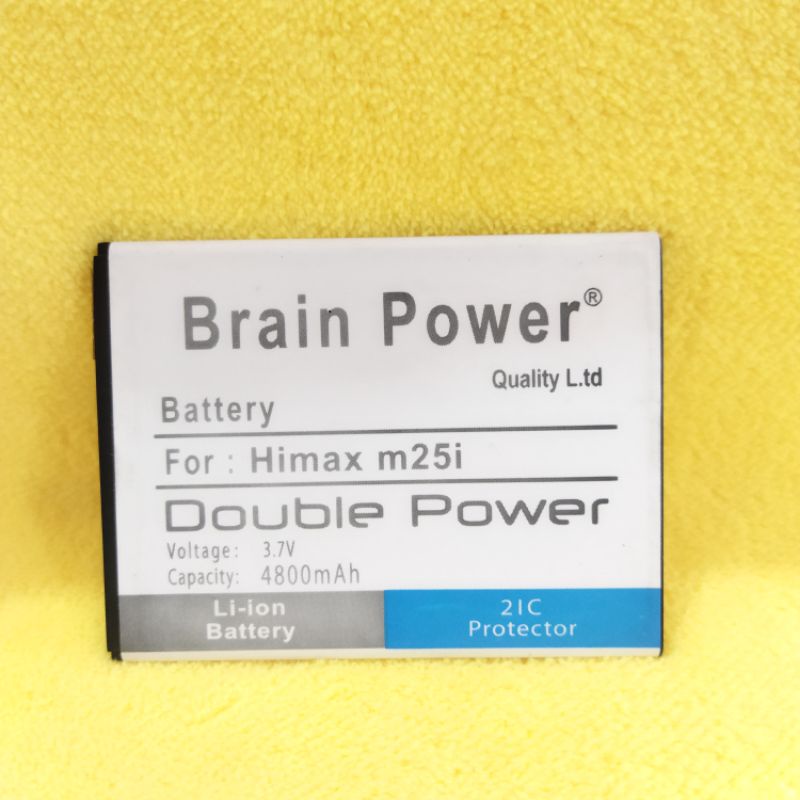 Brain Power®
Quality L.td
Battery
For : Himax m25i
Double Power
Voltage: 3.7V
Capacity: 4800mAh
Li-ion
Battery
2IC
Protector